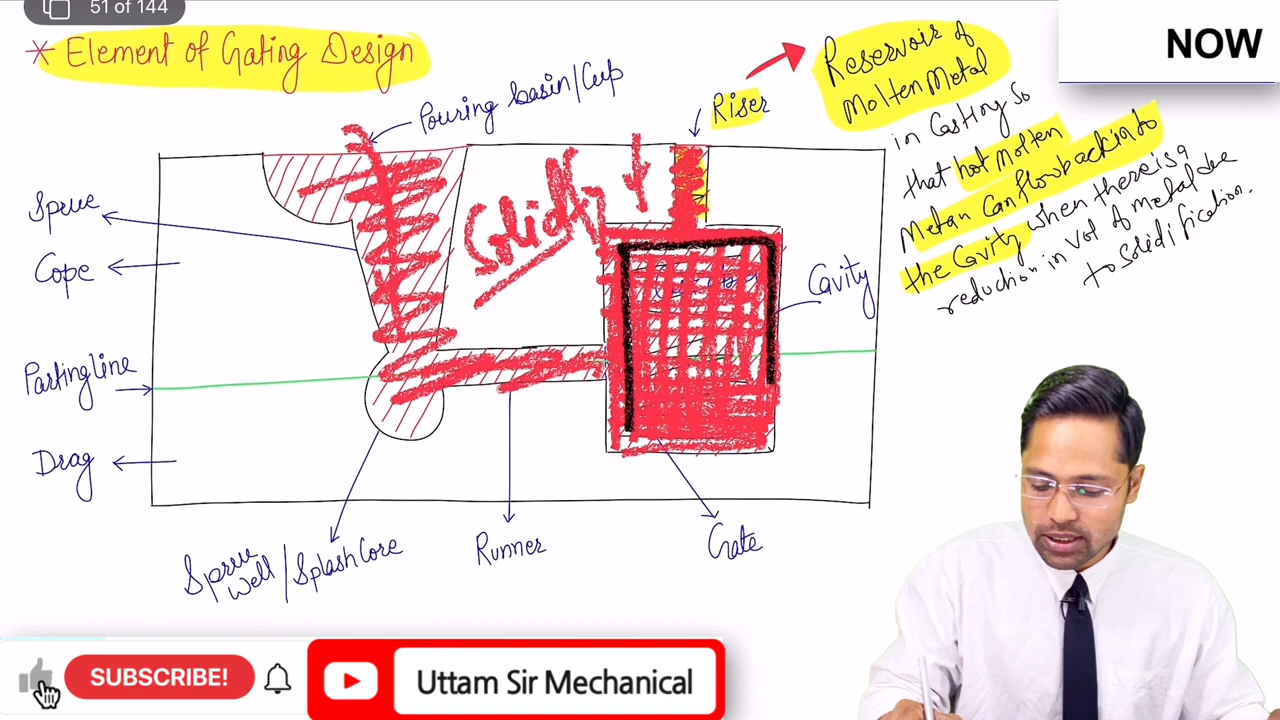 51 of 144
NOW
* Element of Gating Design
Pouring basin/Cup
Riser
Reservoir of
Molten Metal
in Casting so
that hot molten
Metan Can flow back into
the Cavity when there is a
reduction in Vol of metal due
to solidification.
Sprue
Cope
Parting line
Drag
Solidify
Cavity
Sprue
Well / Splash Core
Runner
Gate
SUBSCRIBE!
Uttam Sir Mechanical